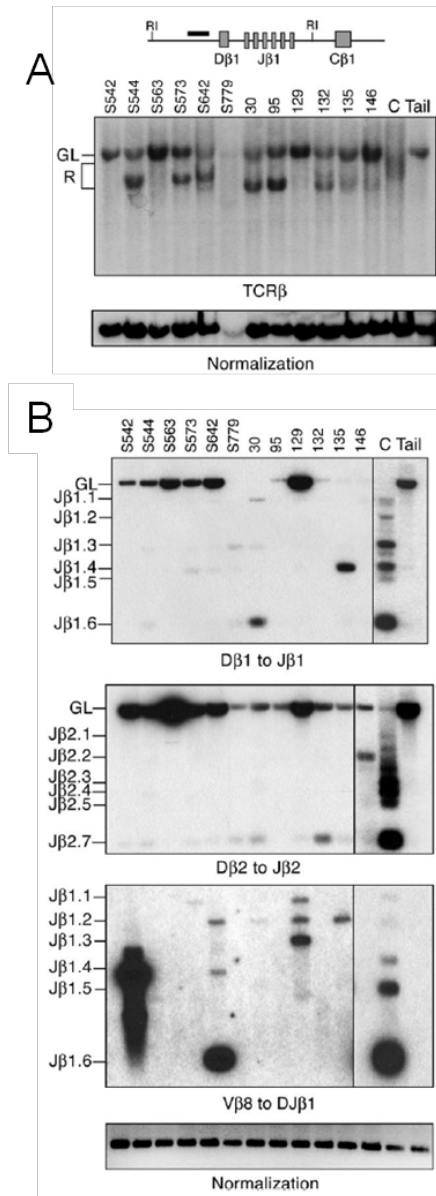 RI RI
Dβ1 Jβ1 Cβ1
A
S542 S544 S563 S573 S642 S779 30 95 129 132 135 146 C Tail
GL
R
TCRβ
Normalization
B
S542 S544 S563 S573 S642 S779 30 95 129 132 135 146 C Tail
GL
Jβ1.1
Jβ1.2
Jβ1.3
Jβ1.4
Jβ1.5
Jβ1.6
Dβ1 to Jβ1
GL
Jβ2.1
Jβ2.2
Jβ2.3
Jβ2.4
Jβ2.5
Jβ2.7
Dβ2 to Jβ2
Jβ1.1
Jβ1.2
Jβ1.3
Jβ1.4
Jβ1.5
Jβ1.6
Vβ8 to DJβ1
Normalization